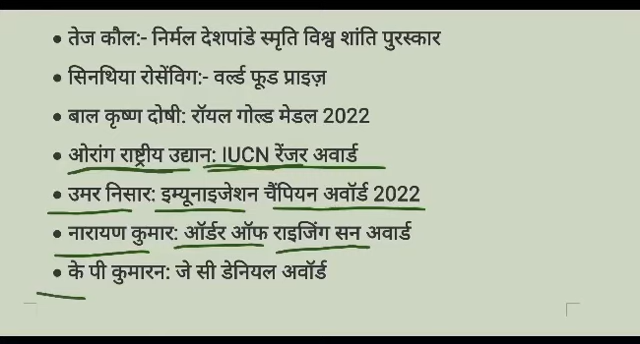 • तेज कौल:- निर्मल देशपांडे स्मृति विश्व शांति पुरस्कार
• सिनथिया रोसेंविग:- वर्ल्ड फूड प्राइज़
• बाल कृष्ण दोषी: रॉयल गोल्ड मेडल 2022
• ओरांग राष्ट्रीय उद्यान: IUCN रेंजर अवार्ड
• उमर निसार: इम्यूनाइजेशन चैंपियन अवॉर्ड 2022
• नारायण कुमार: ऑर्डर ऑफ राइजिंग सन अवार्ड
• के पी कुमारन: जे सी डेनियल अवॉर्ड